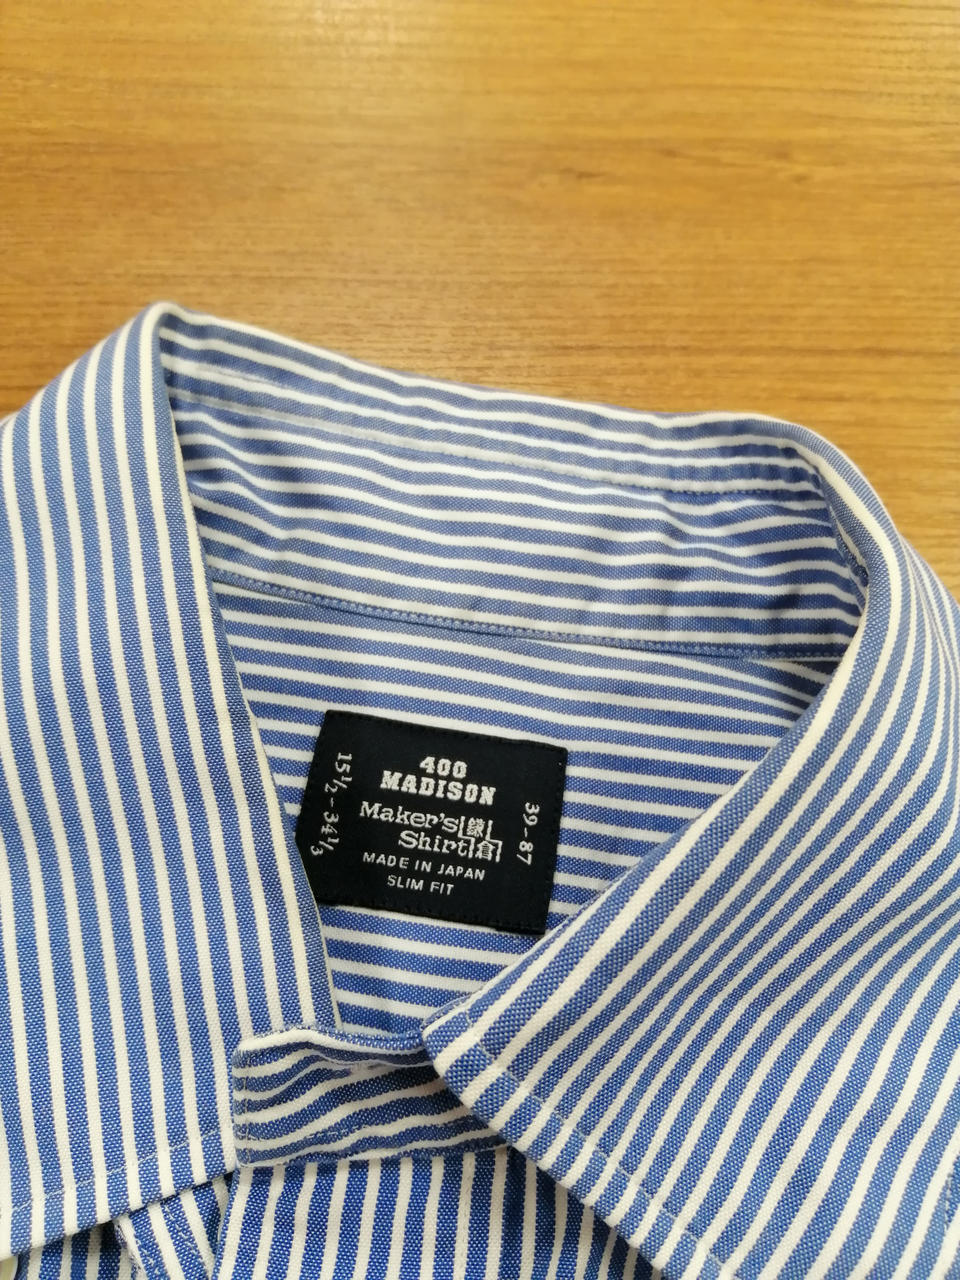 400
MADISON
Maker's 鎌
Shirt 倉
MADE IN JAPAN
SLIM FIT
15½-34⅓
39-87